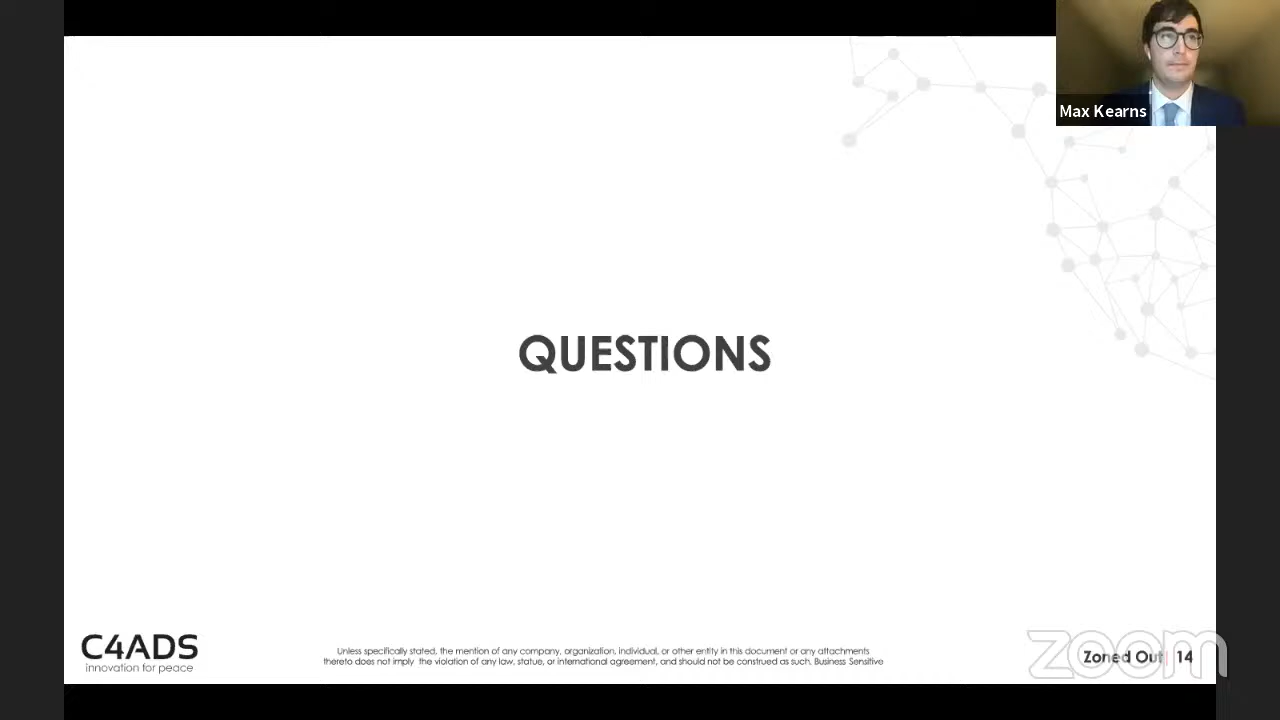 Max Kearns
QUESTIONS
C4ADS
innovation for peace
Unless specifically stated, the mention of any company, organization, individual, or other entity in this document or any attachments
thereto does not imply the violation of any law, statue, or international agreement, and should not be construed as such. Business Sensitive
Zoned Out| 14
zoom